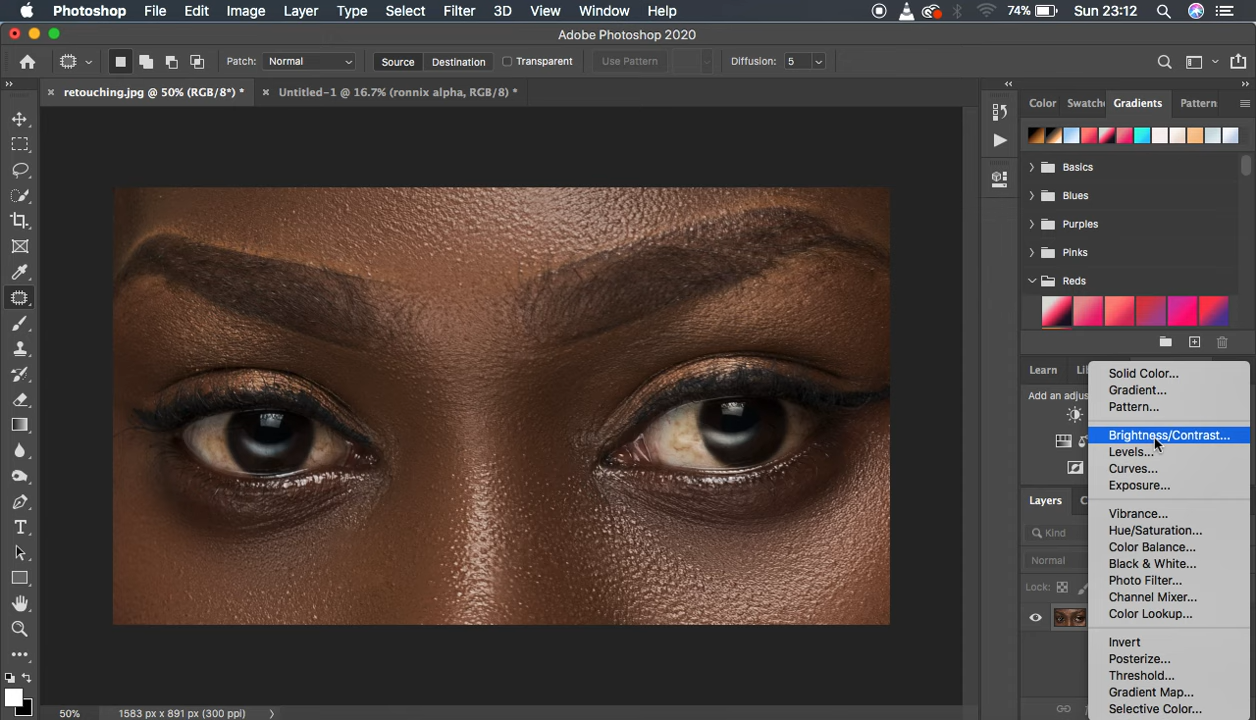 Photoshop File Edit Image Layer Type Select Filter 3D View Window Help 74% Sun 23:12
Adobe Photoshop 2020
Patch: Normal Source Destination Transparent Use Pattern Diffusion: 5
retouching.jpg @ 50% (RGB/8*) * Untitled-1 @ 16.7% (ronnix alpha, RGB/8) *
Color Swatche Gradients Pattern
Basics
Blues
Purples
Pinks
Reds
Learn Lib
Add an adjus
Solid Color...
Gradient...
Pattern...
Brightness/Contrast...
Levels...
Curves...
Exposure...
Layers C
Vibrance...
Kind
Hue/Saturation...
Color Balance...
Normal
Black & White...
Photo Filter...
Lock:
Channel Mixer...
Color Lookup...
Invert
Posterize...
Threshold...
Gradient Map...
Selective Color...
50% 1583 px x 891 px (300 ppi)